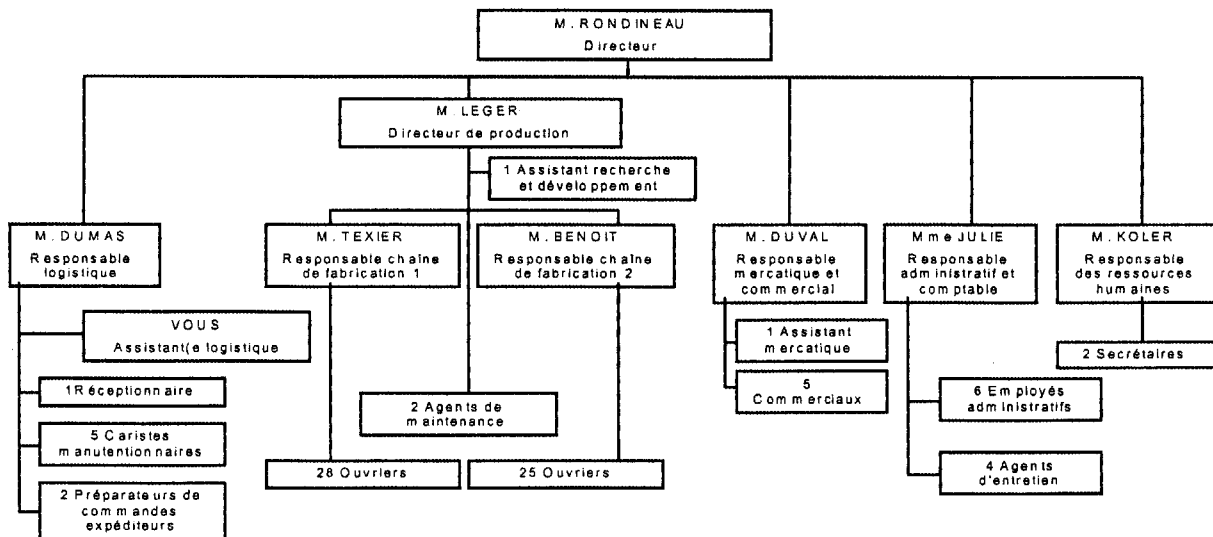 M. RONDINEAU
Directeur
M. LEGER
Directeur de production
1 Assistant recherche
et développement
M. DUMAS
Responsable
logistique
M. TEXIER
Responsable chaîne
de fabrication 1
M. BENOIT
Responsable chaîne
de fabrication 2
M. DUVAL
Responsable
mercatique et
commercial
Mme JULIE
Responsable
administratif et
comptable
M. KOLER
Responsable
des ressources
humaines
VOUS
Assistant(e logistique
1Réceptionnaire
5 Caristes
manutentionnaires
2 Préparateurs de
commandes
expéditeurs
2 Agents de
maintenance
28 Ouvriers
25 Ouvriers
1 Assistant
mercatique
5
Commerciaux
6 Employés
administratifs
4 Agents
d'entretien
2 Secrétaires